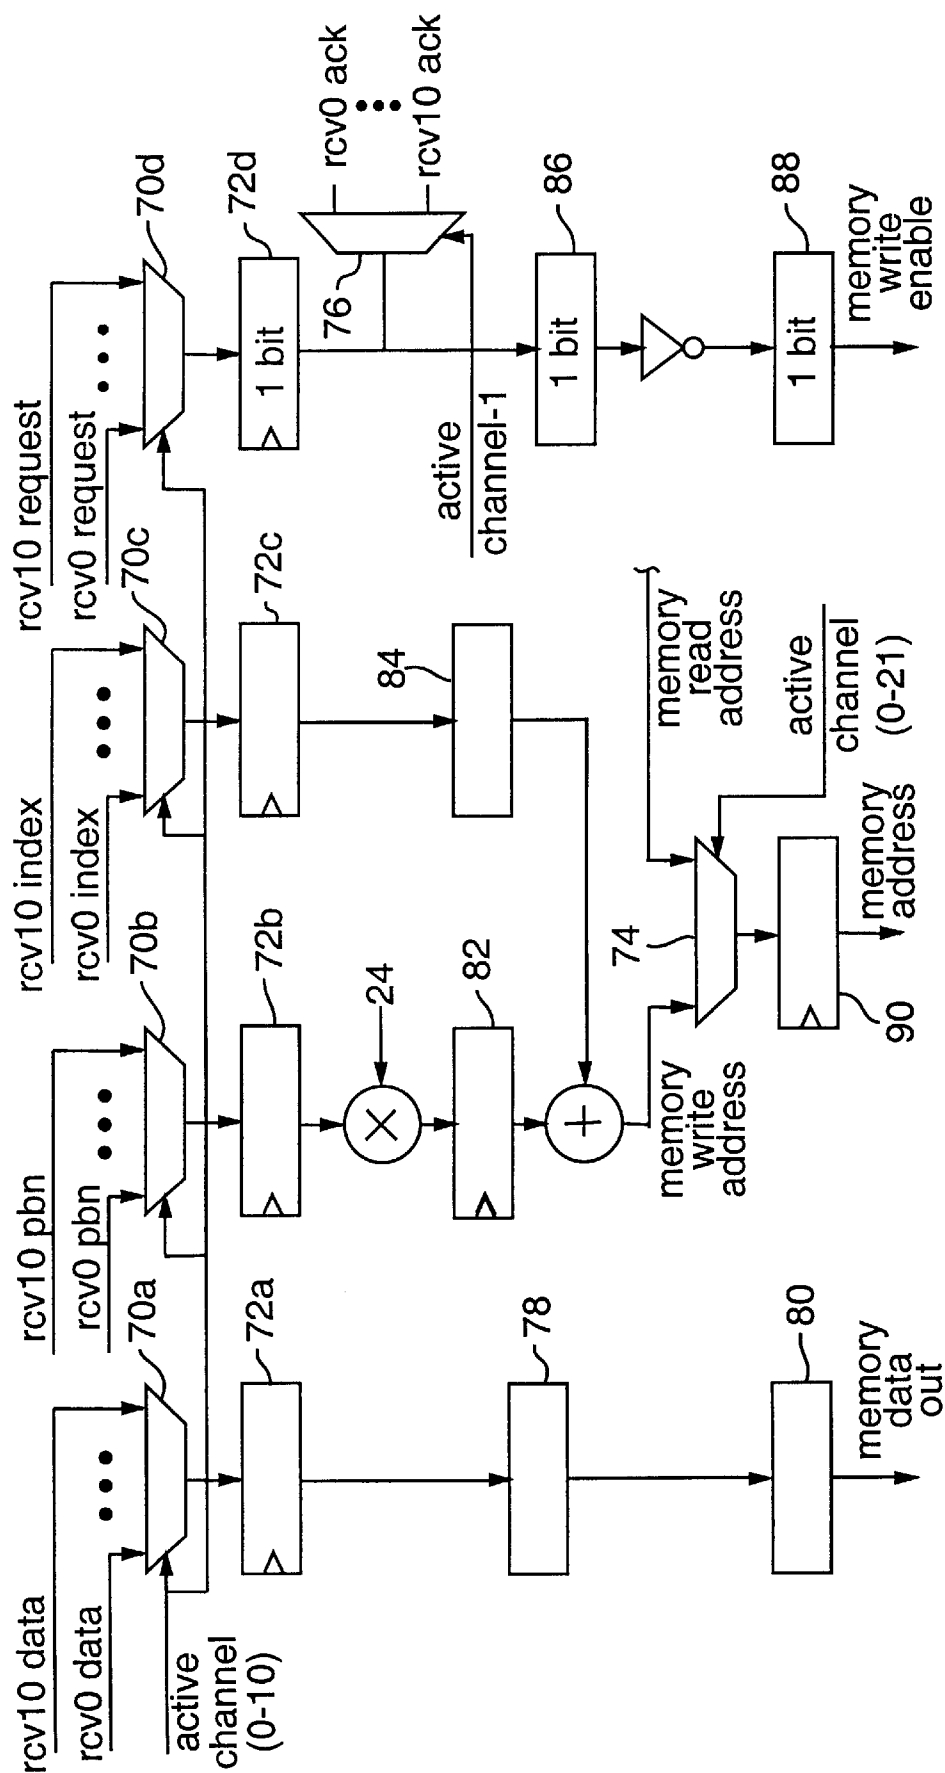 rcv10 data
rcv0 data
active
channel
(0-10)
70a
72a
78
80
memory
data
out
rcv10 pbn
rcv0 pbn
70b
72b
24
82
memory
write
address
74
90
memory
address
rcv10 index
rcv0 index
70c
72c
84
memory
read
address
active
channel
(0-21)
rcv10 request
rcv0 request
70d
72d
1 bit
76
rcv0 ack
rcv10 ack
active
channel-1
86
1 bit
88
1 bit
memory
write
enable